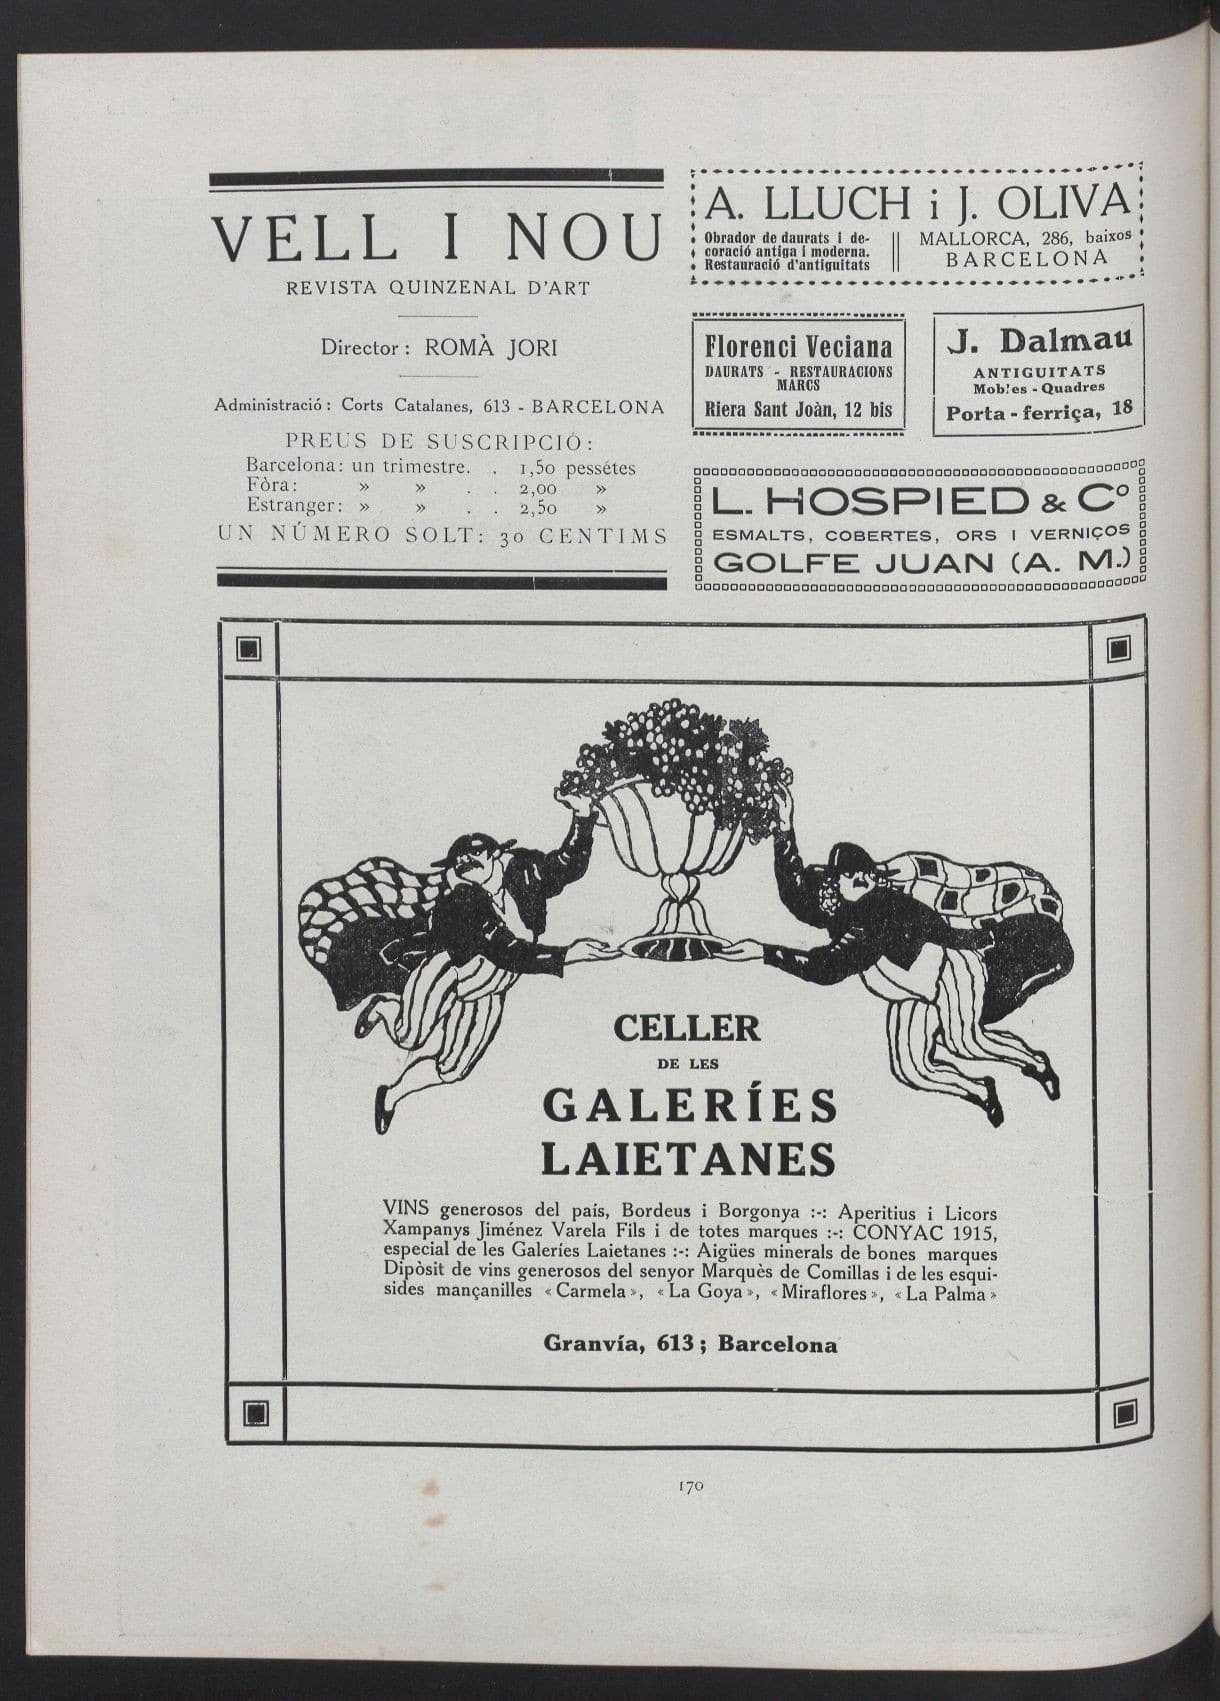 VELL I NOU
REVISTA QUINZENAL D'ART
Director: ROMÀ JORI
Administració: Corts Catalanes, 613 - BARCELONA
PREUS DE SUSCRIPCIÓ:
Barcelona: un trimestre. . 1,50 pessétes
Fòra: » » . . 2,00 »
Estranger: » » . . 2,50 »
UN NÚMERO SOLT: 30 CENTIMS
A. LLUCH i J. OLIVA
Obrador de daurats i de-
coració antiga i moderna.
Restauració d'antiguitats
MALLORCA, 286, baixos
BARCELONA
Florenci Veciana
DAURATS - RESTAURACIONS
MARCS
Riera Sant Joàn, 12 bis
J. Dalmau
ANTIGUITATS
Mobles - Quadres
Porta-ferriça, 18
L. HOSPIED & Cº
ESMALTS, COBERTES, ORS I VERNIÇOS
GOLFE JUAN (A. M.)
CELLER
DE LES
GALERÍES
LAIETANES
VINS generosos del país, Bordeus i Borgonya :-: Aperitius i Licors
Xampanys Jiménez Varela Fils i de totes marques :-: CONYAC 1915,
especial de les Galeríes Laietanes :-: Aigües minerals de bones marques
Dipòsit de vins generosos del senyor Marquès de Comillas i de les esqui-
sides mançanilles «Carmela», «La Goya», «Miraflores», «La Palma»
Granvía, 613; Barcelona
170